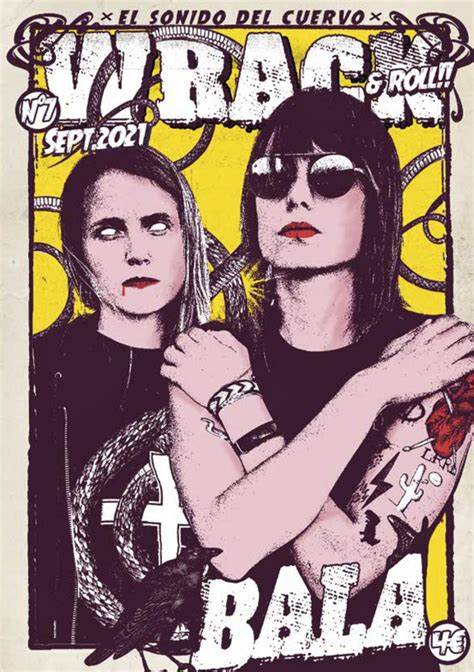 × EL SONIDO DEL CUERVO ×
WRACK
& ROLL!!
Nº7
SEPT.2021
BALA
4€